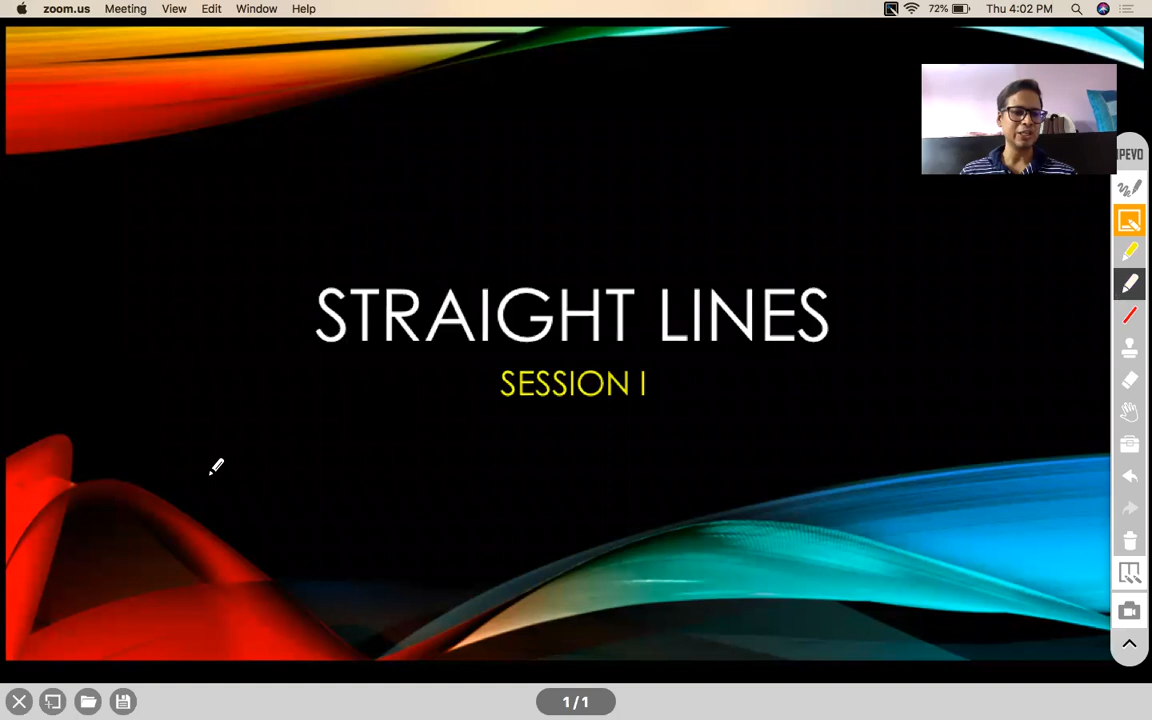 zoom.us Meeting View Edit Window Help 72% Thu 4:02 PM
IPEVO
STRAIGHT LINES
SESSION I
1/1